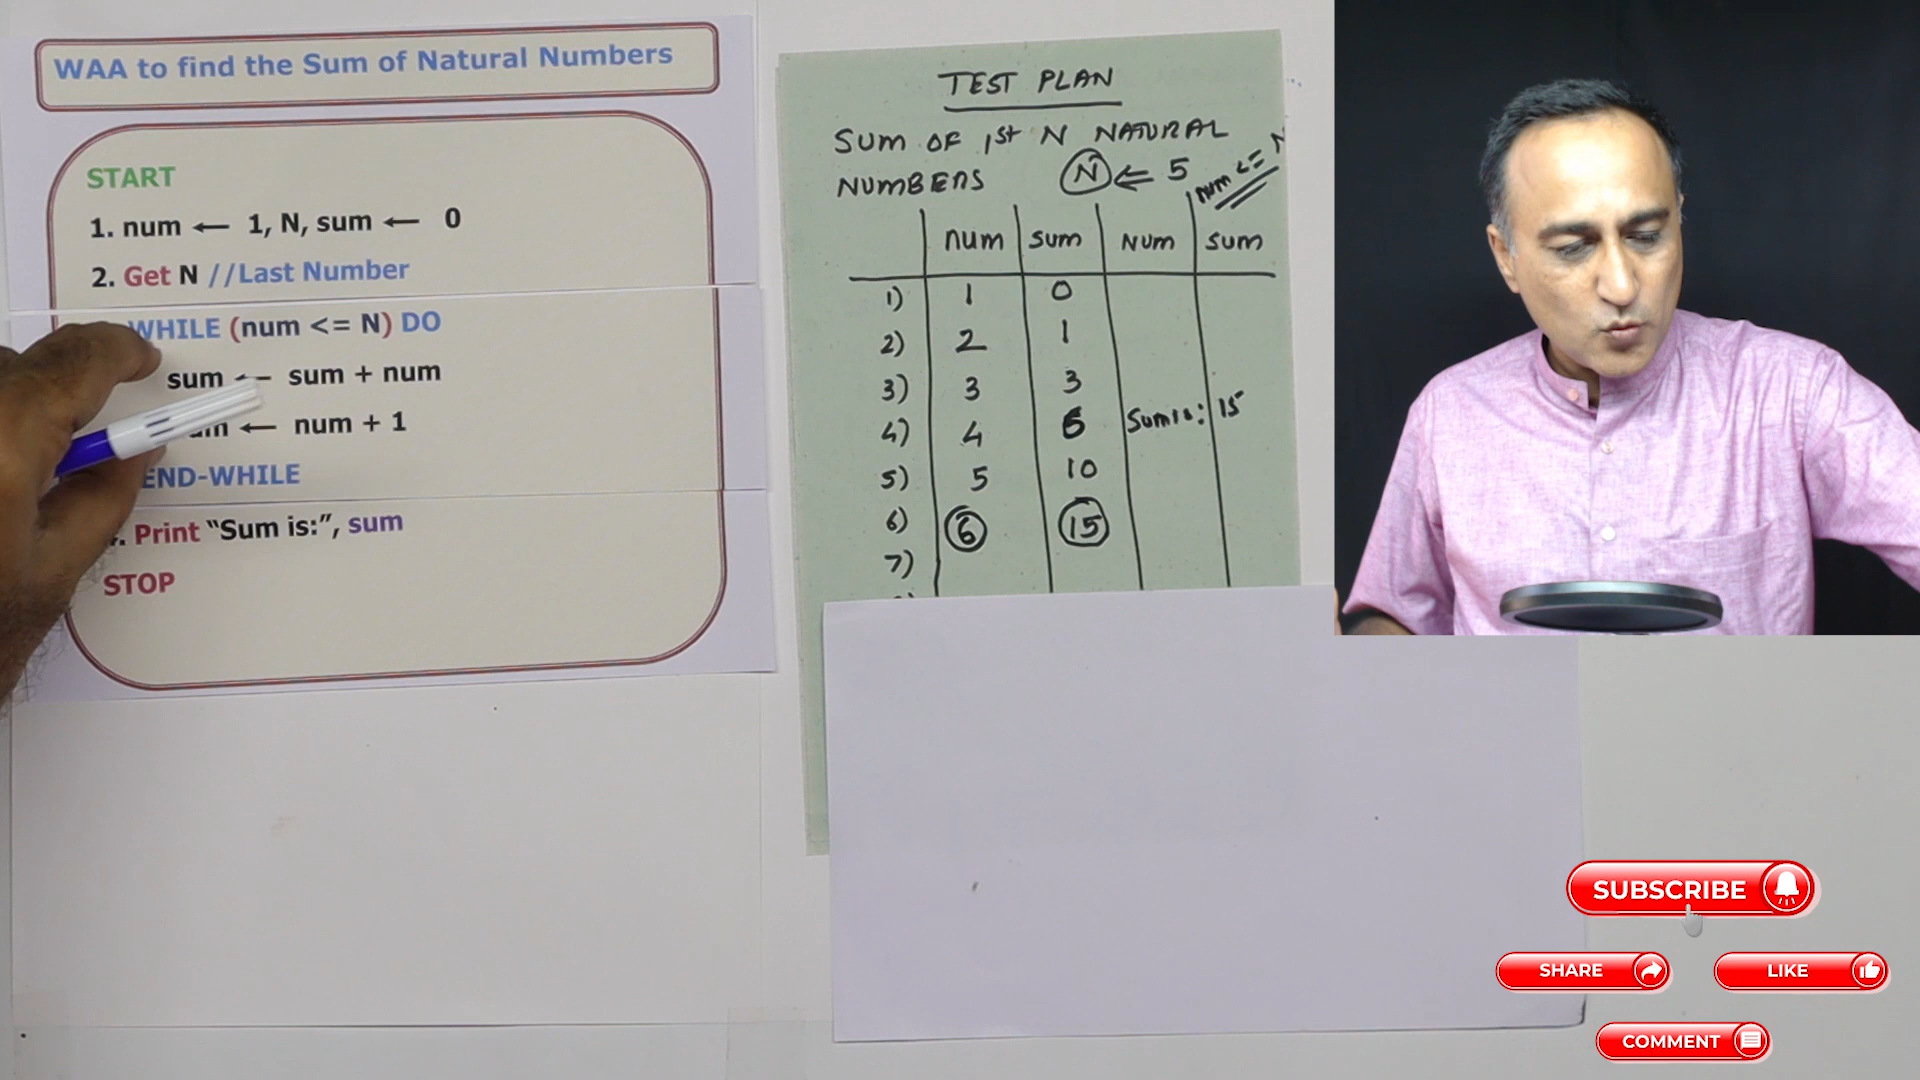 WAA to find the Sum of Natural Numbers
START
1. num ← 1, N, sum ← 0
2. Get N //Last Number
WHILE (num <= N) DO
sum ← sum + num
← num + 1
END-WHILE
. Print “Sum is:”, sum
STOP
TEST PLAN
SUM OF 1st N NATURAL
NUMBERS N ⇐ 5
num <= N
num sum Num sum
1) 1 0
2) 2 1
3) 3 3
4) 4 6 Sum is: 15
5) 5 10
6) 6 15
7)
SUBSCRIBE
SHARE LIKE
COMMENT